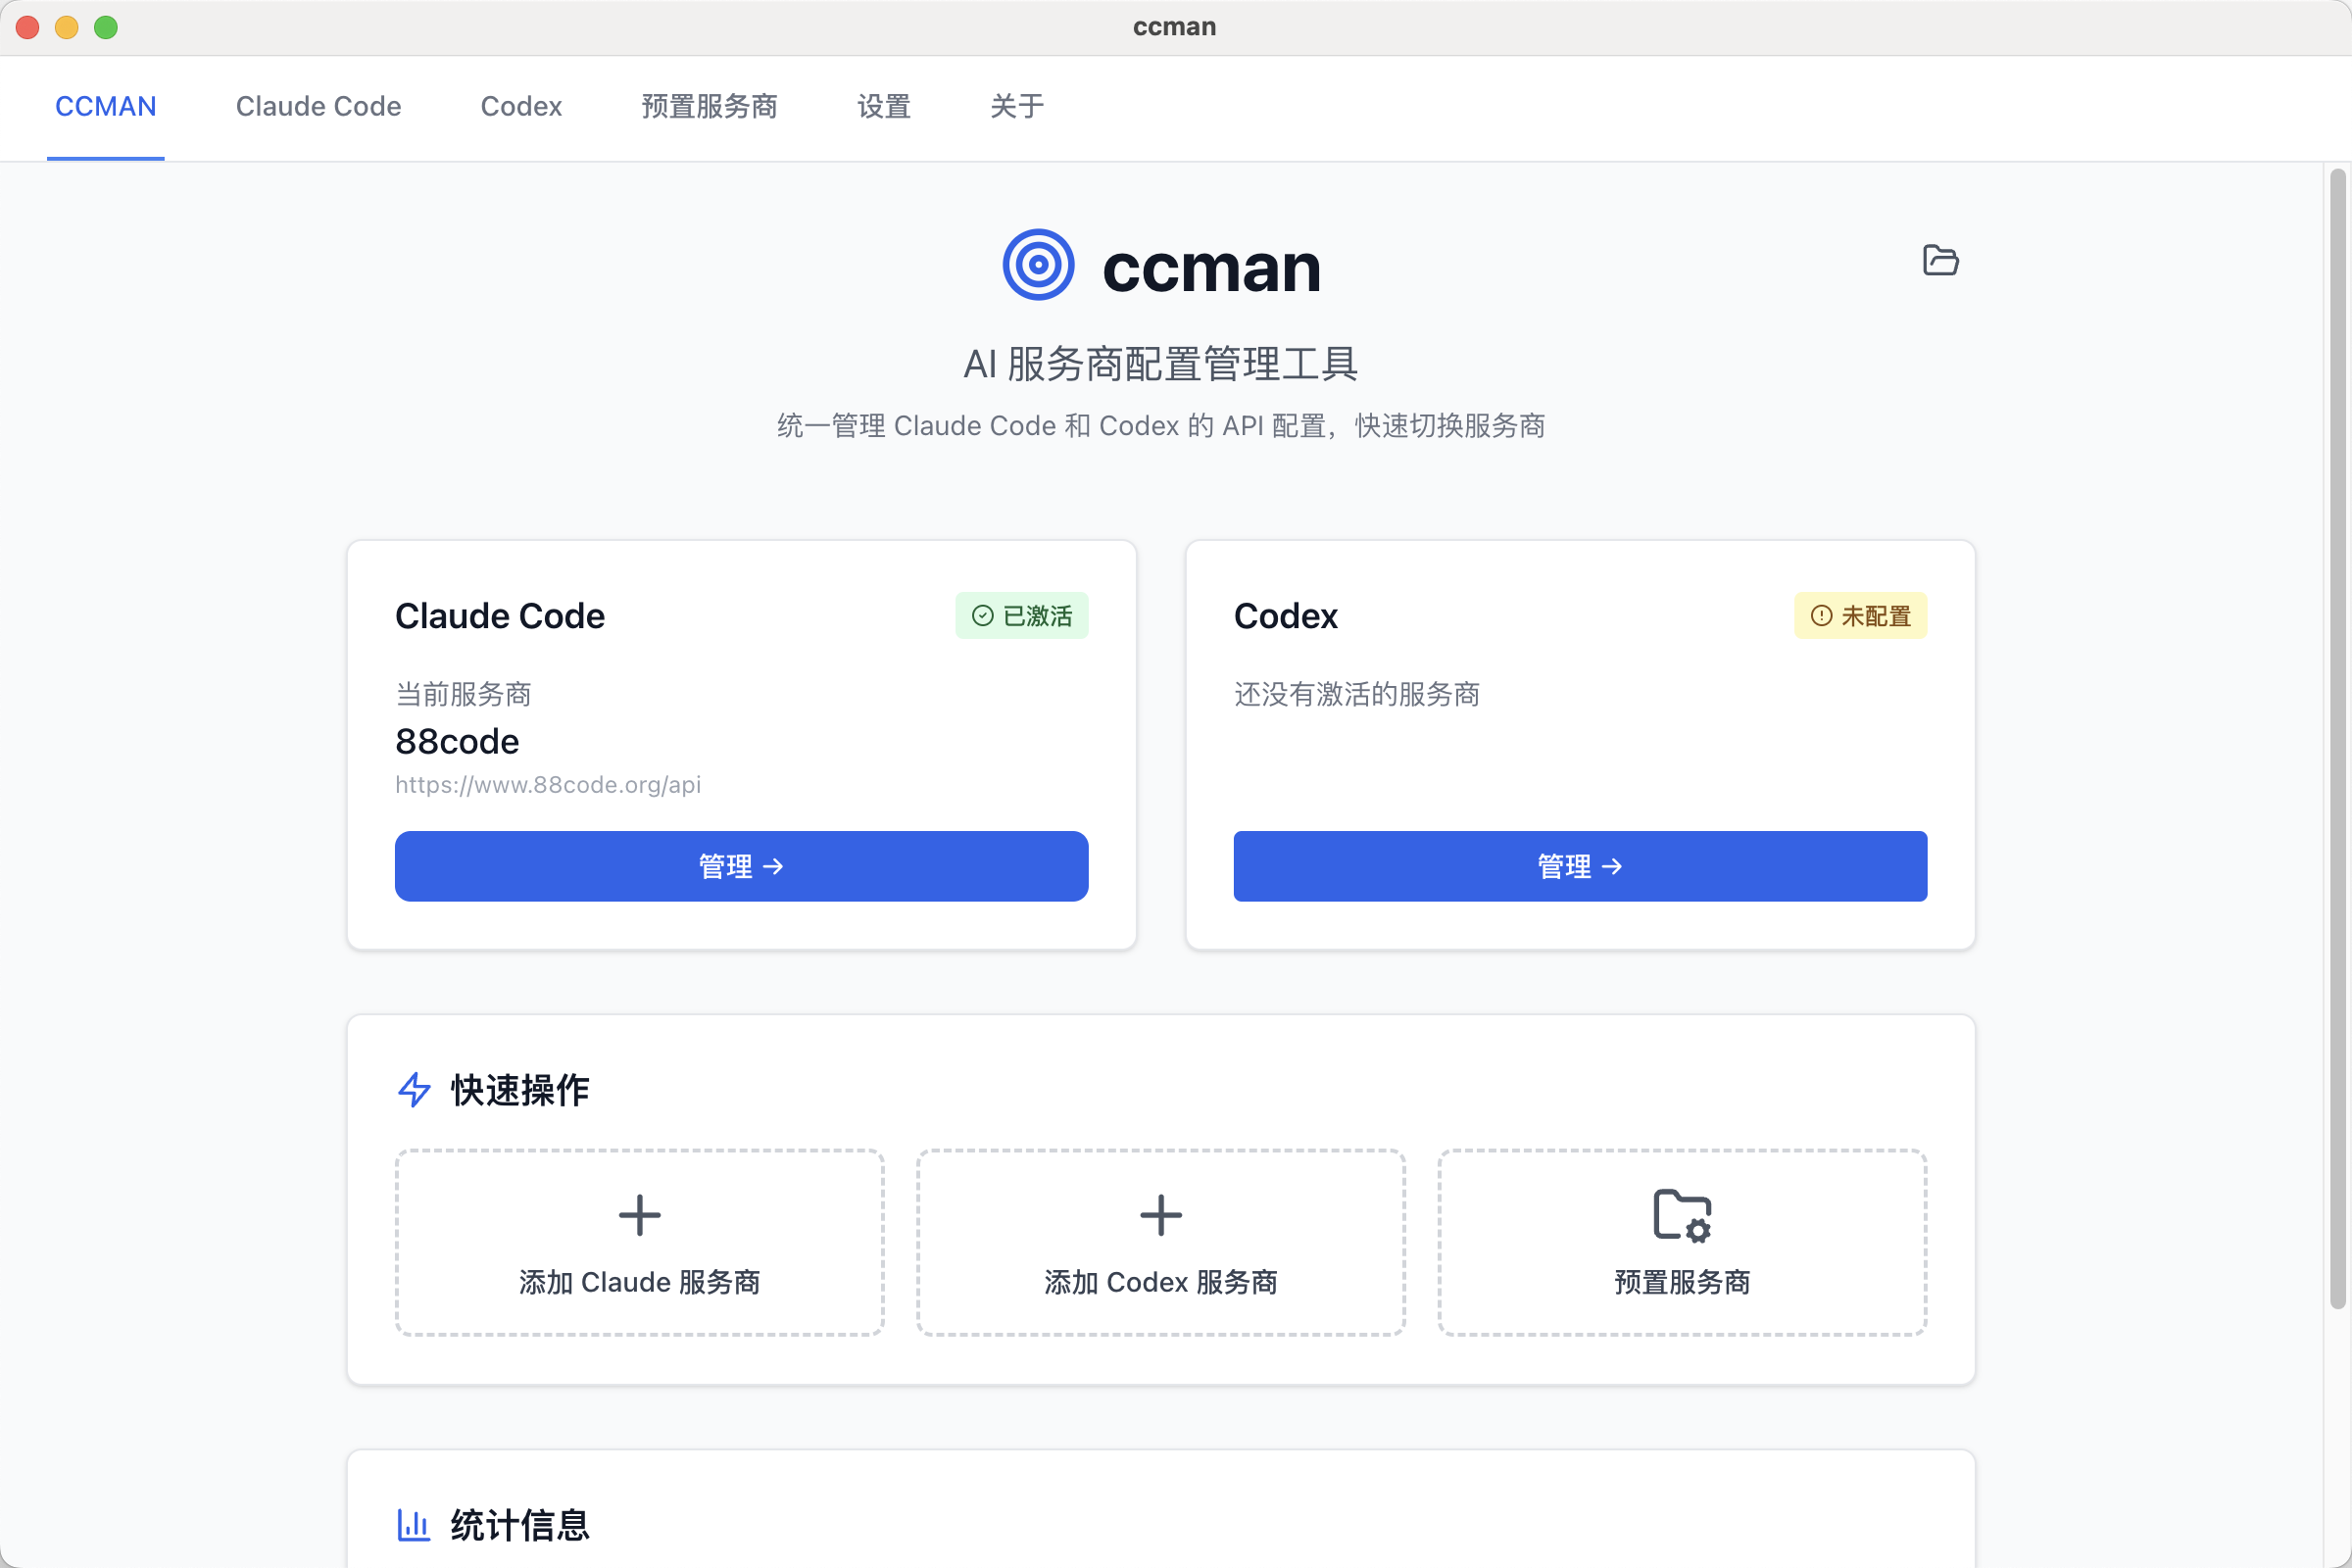 ccman
CCMAN
Claude Code
Codex
预置服务商
设置
关于
ccman
AI 服务商配置管理工具
统一管理 Claude Code 和 Codex 的 API 配置，快速切换服务商
Claude Code
已激活
当前服务商
88code
https://www.88code.org/api
管理 →
Codex
未配置
还没有激活的服务商
管理 →
快速操作
添加 Claude 服务商
添加 Codex 服务商
预置服务商
统计信息